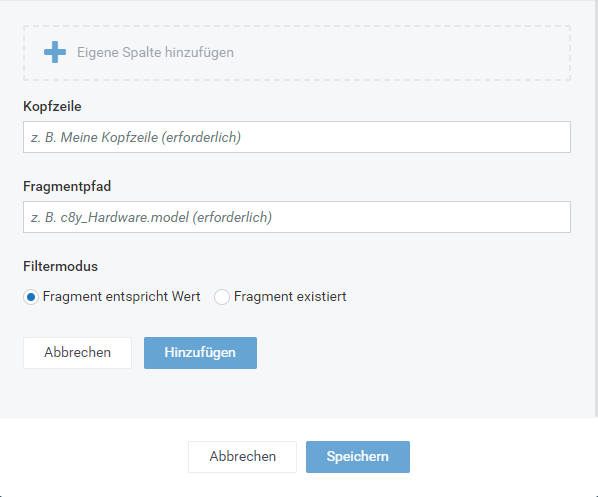 Eigene Spalte hinzufügen
Kopfzeile
z. B. Meine Kopfzeile (erforderlich)
Fragmentpfad
z. B. c8y_Hardware.model (erforderlich)
Filtermodus
Fragment entspricht Wert Fragment existiert
Abbrechen Hinzufügen
Abbrechen Speichern